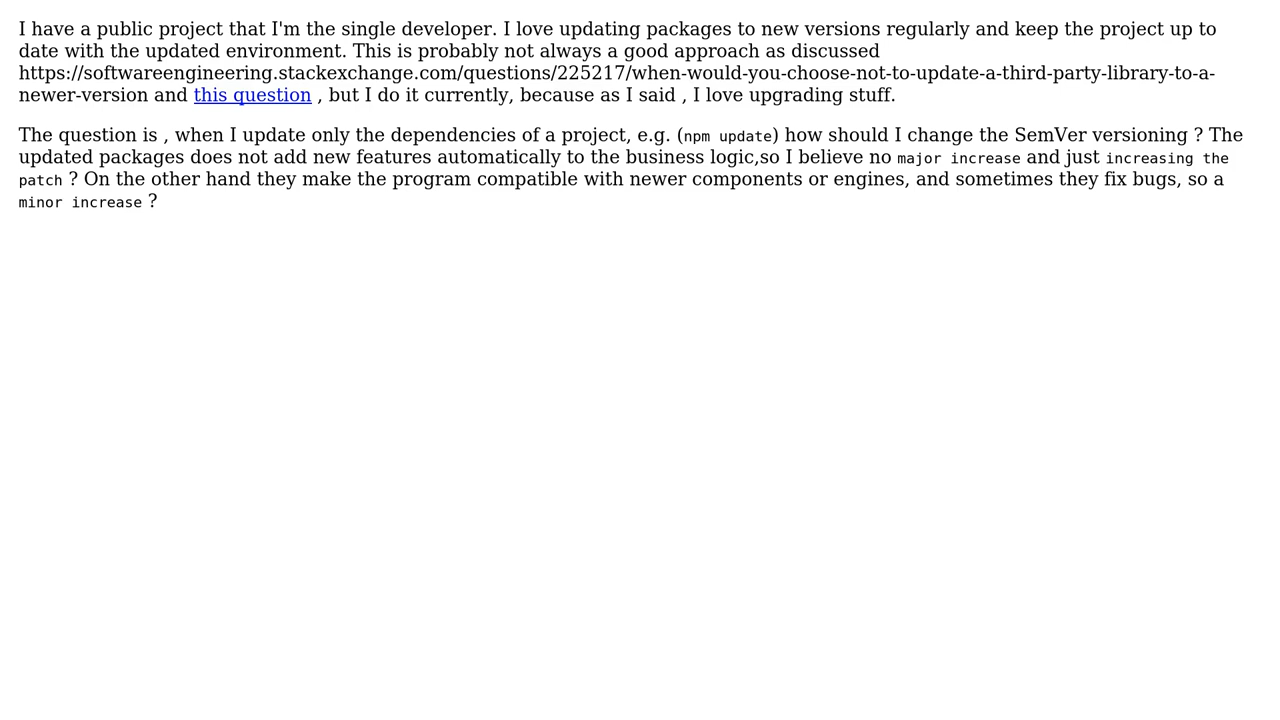 I have a public project that I'm the single developer. I love updating packages to new versions regularly and keep the project up to
date with the updated environment. This is probably not always a good approach as discussed
https://softwareengineering.stackexchange.com/questions/225217/when-would-you-choose-not-to-update-a-third-party-library-to-a-
newer-version and this question , but I do it currently, because as I said , I love upgrading stuff.
The question is , when I update only the dependencies of a project, e.g. (npm update) how should I change the SemVer versioning ? The
updated packages does not add new features automatically to the business logic,so I believe no major increase and just increasing the
patch ? On the other hand they make the program compatible with newer components or engines, and sometimes they fix bugs, so a
minor increase ?